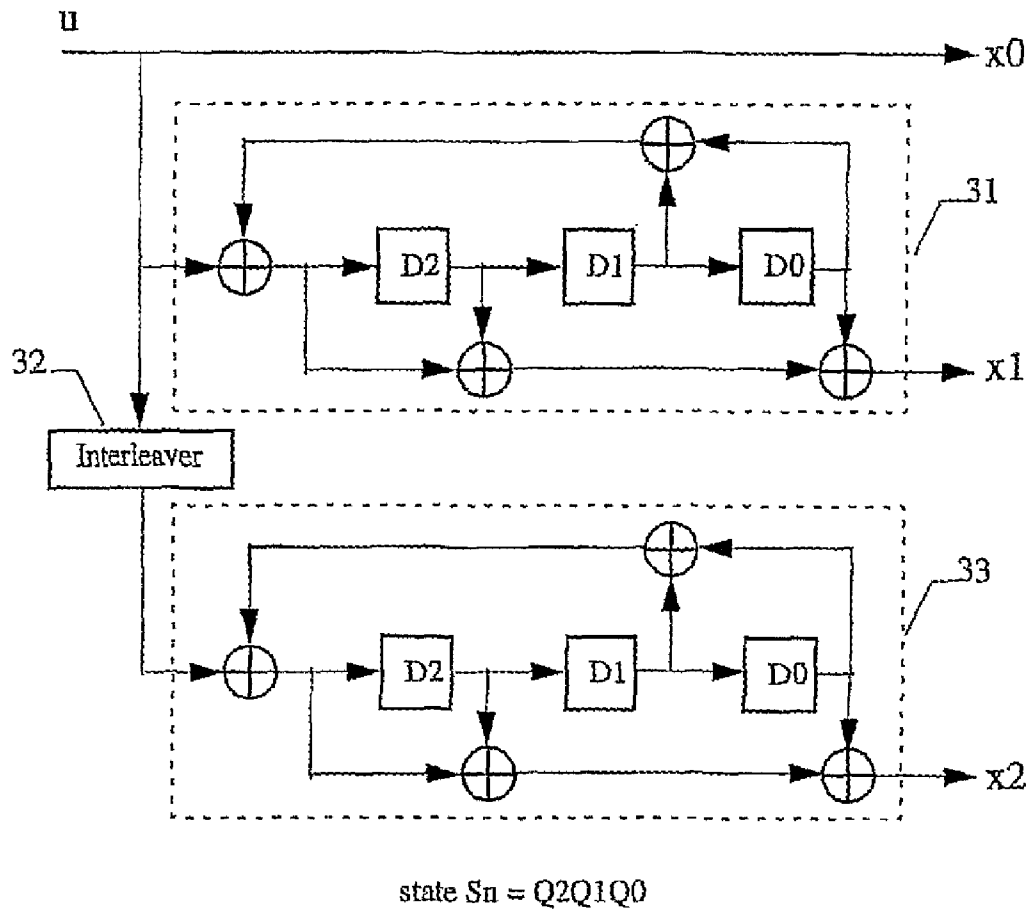 u
x0
31
D2
D1
D0
x1
32
Interleaver
33
D2
D1
D0
x2
state Sn = Q2Q1Q0